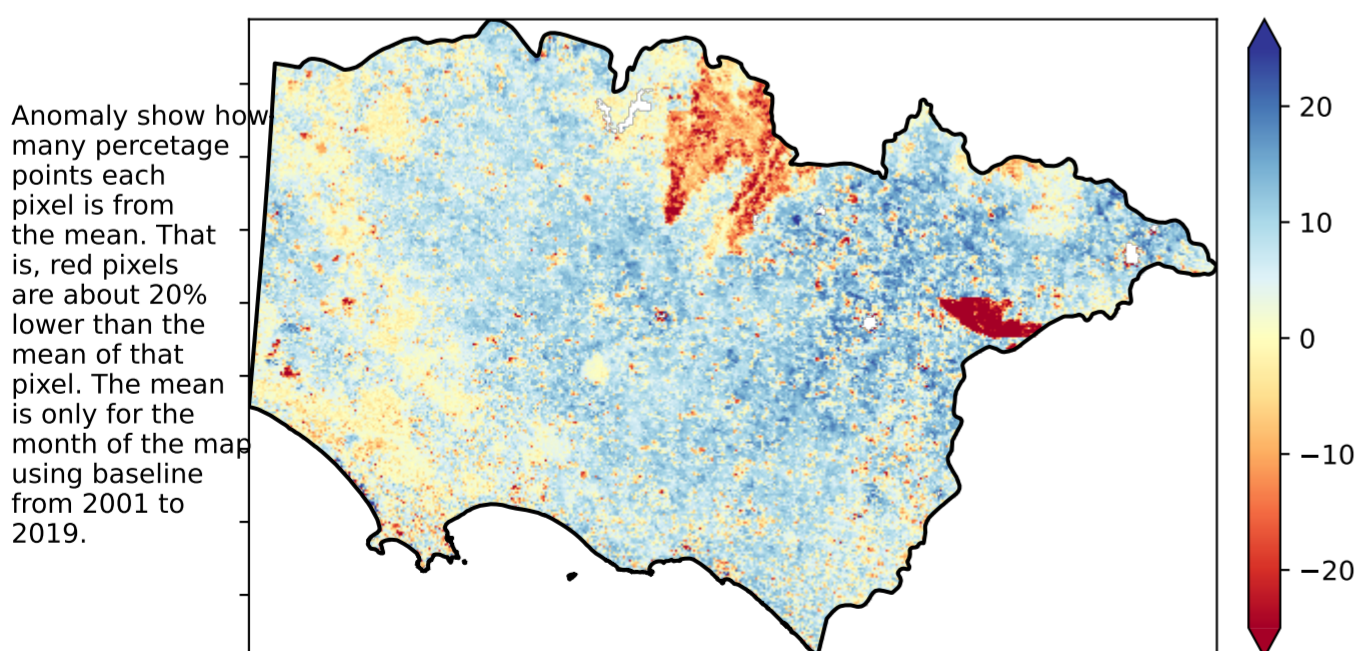 Anomaly show how
many percetage
points each
pixel is from
the mean. That
is, red pixels
are about 20%
lower than the
mean of that
pixel. The mean
is only for the
month of the map
using baseline
from 2001 to
2019.
20
10
0
−10
−20